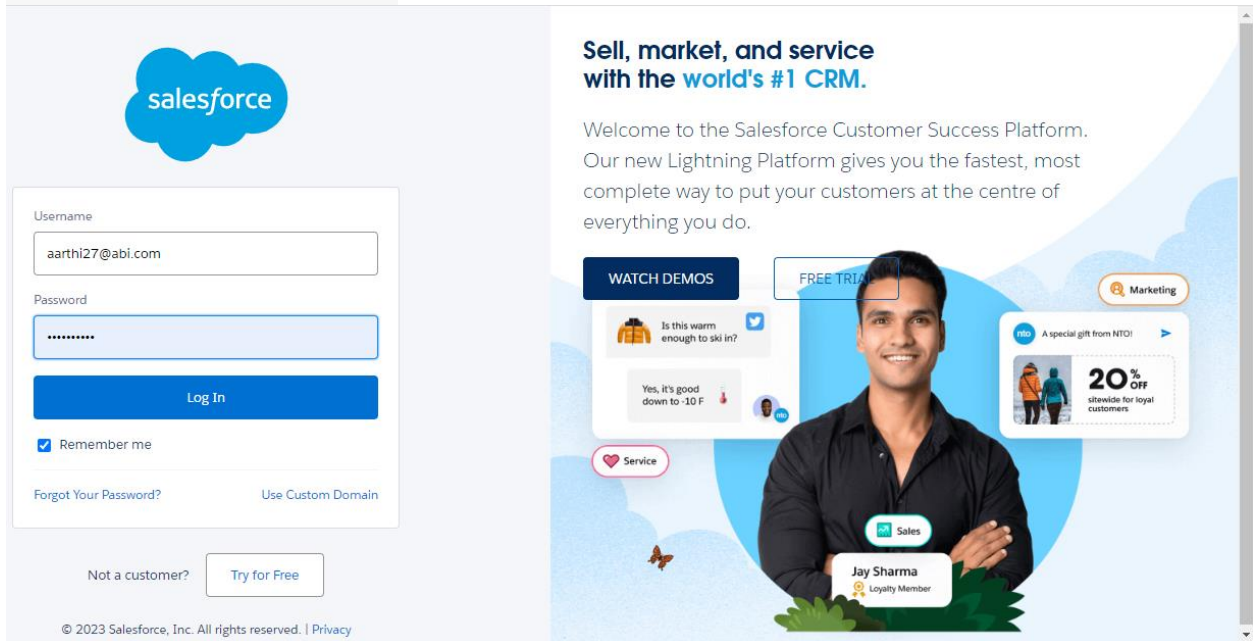 salesforce
Username
aarthi27@abi.com
Password
••••••••••
Log In
Remember me
Forgot Your Password? Use Custom Domain
Not a customer? Try for Free
© 2023 Salesforce, Inc. All rights reserved. | Privacy
Sell, market, and service
with the world's #1 CRM.
Welcome to the Salesforce Customer Success Platform.
Our new Lightning Platform gives you the fastest, most
complete way to put your customers at the centre of
everything you do.
WATCH DEMOS FREE TRIAL
Marketing
Is this warm
enough to ski in?
Yes, it's good
down to -10 F
nto
Service
nto A special gift from NTO!
20% OFF
sitewide for loyal
customers
Sales
Jay Sharma
Loyalty Member